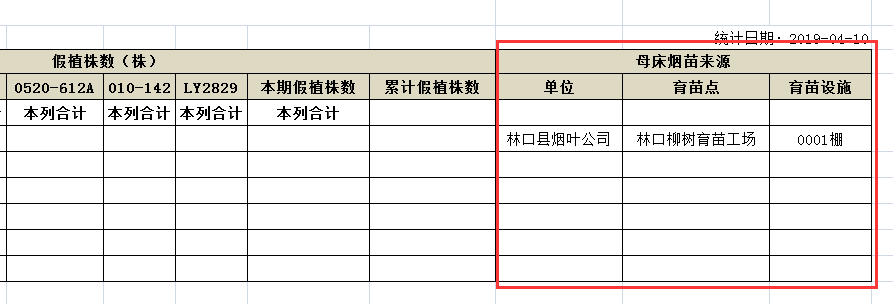 统计日期：2019-04-10
假植株数（株） 母床烟苗来源
0520-612A 010-142 LY2829 本期假植株数 累计假植株数 单位 育苗点 育苗设施
本列合计 本列合计 本列合计 本列合计
林口县烟叶公司 林口柳树育苗工场 0001棚